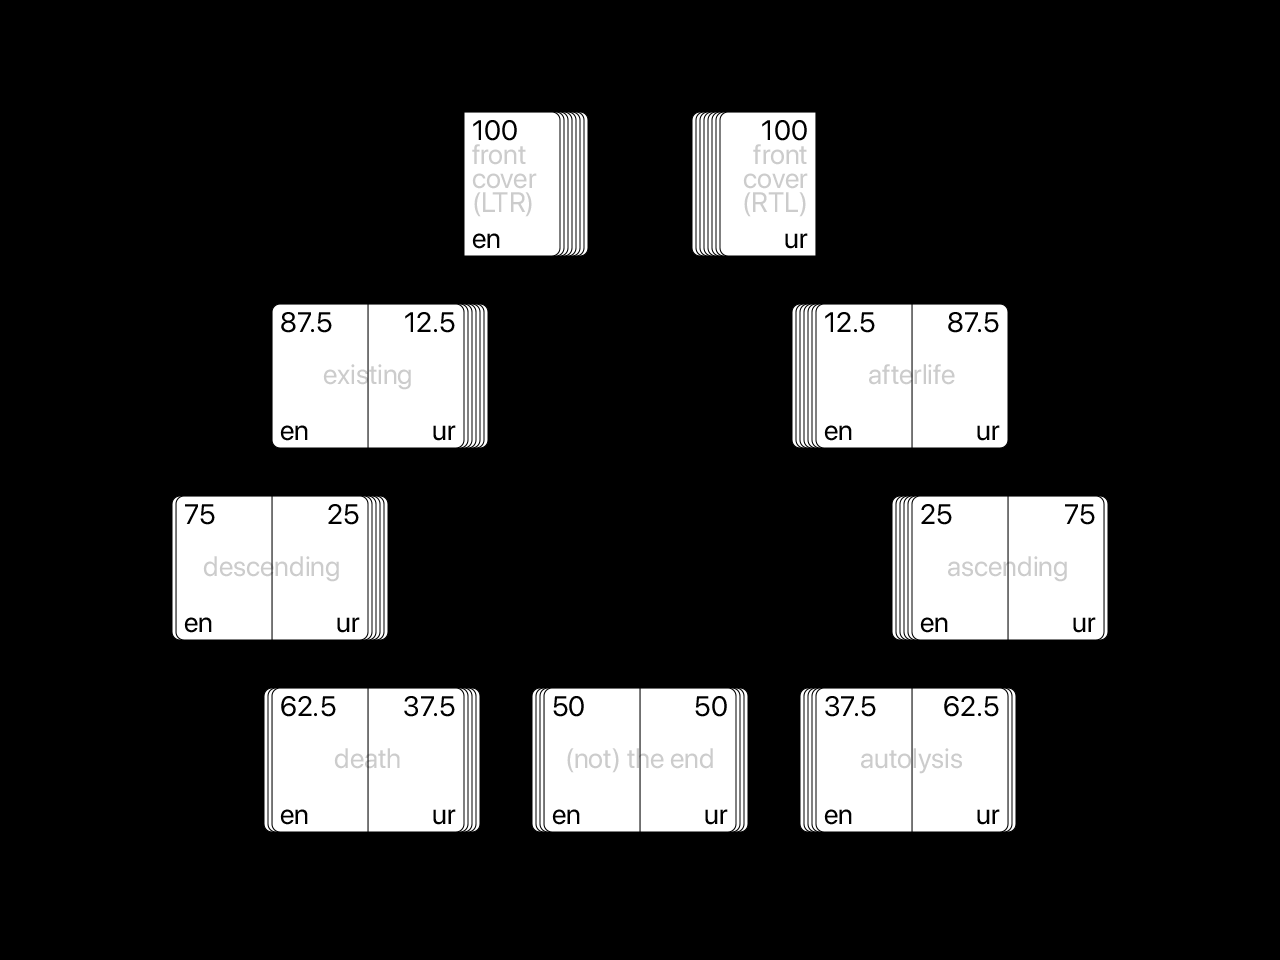 100
front
cover
(LTR)
en
100
front
cover
(RTL)
ur
87.5 12.5
existing
en ur
12.5 87.5
afterlife
en ur
75 25
descending
en ur
25 75
ascending
en ur
62.5 37.5
death
en ur
50 50
(not) the end
en ur
37.5 62.5
autolysis
en ur